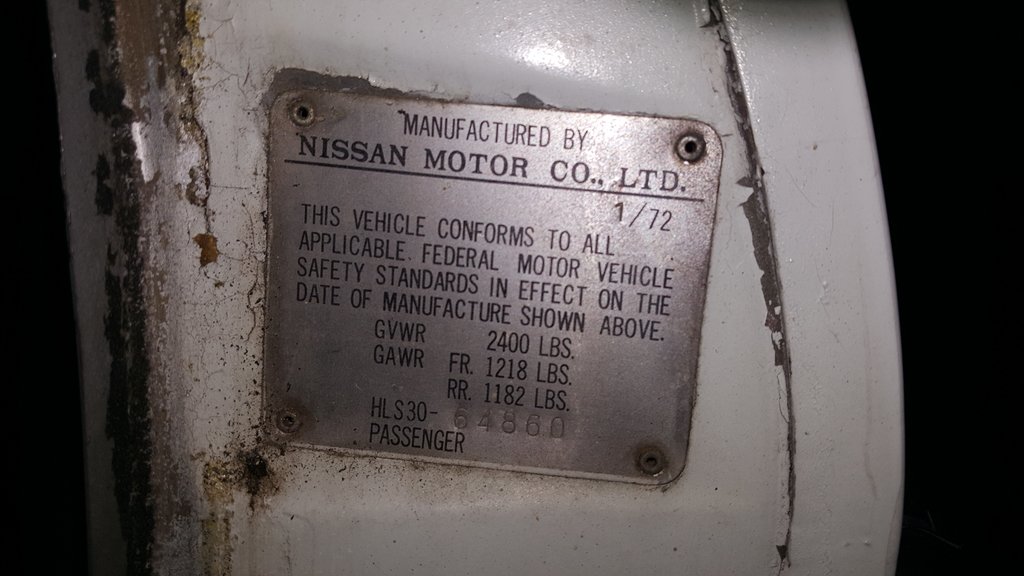 MANUFACTURED BY
NISSAN MOTOR CO., LTD.
1/72
THIS VEHICLE CONFORMS TO ALL
APPLICABLE FEDERAL MOTOR VEHICLE
SAFETY STANDARDS IN EFFECT ON THE
DATE OF MANUFACTURE SHOWN ABOVE.
GVWR 2400 LBS.
GAWR FR. 1218 LBS.
RR. 1182 LBS.
HLS30-64860
PASSENGER